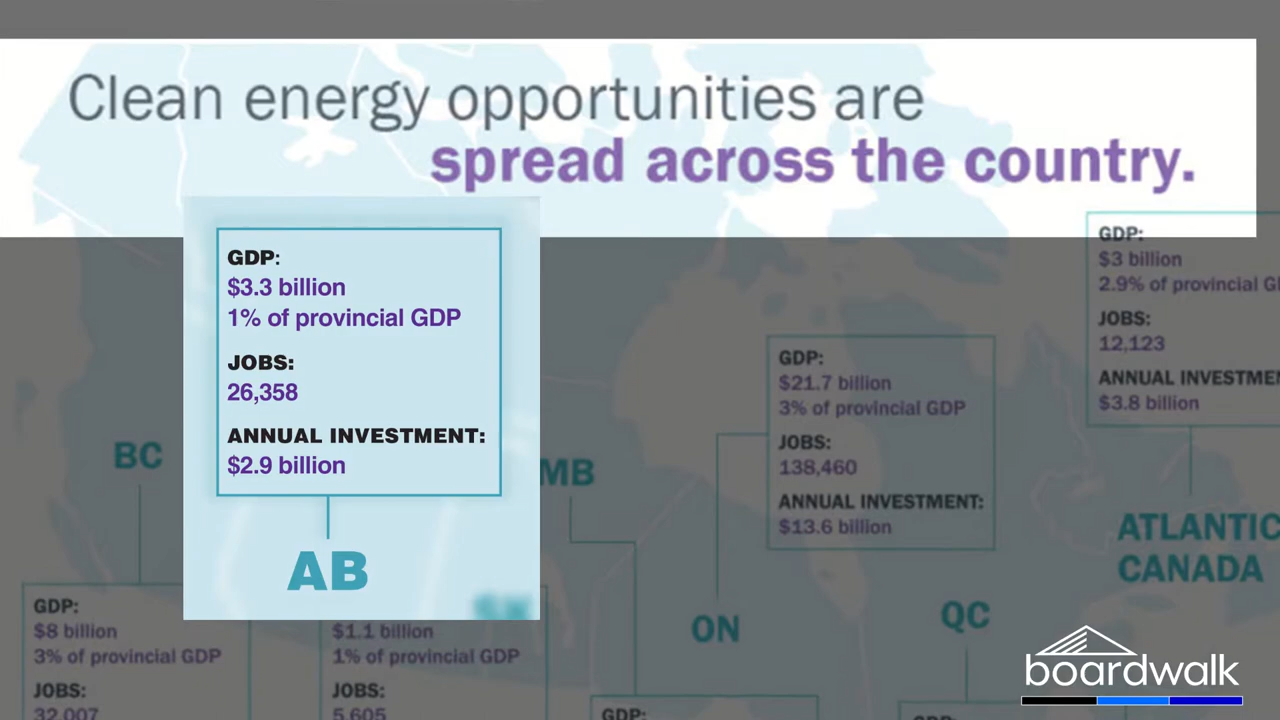 Clean energy opportunities are
spread across the country.
GDP:
$3.3 billion
1% of provincial GDP
JOBS:
26,358
ANNUAL INVESTMENT:
$2.9 billion
AB
BC
GDP:
$8 billion
3% of provincial GDP
JOBS:
32,007
$1.1 billion
1% of provincial GDP
JOBS:
5,605
MB
GDP:
GDP:
$21.7 billion
3% of provincial GDP
JOBS:
138,460
ANNUAL INVESTMENT:
$13.6 billion
ON
QC
GDP:
$3 billion
2.9% of provincial
JOBS:
12,123
ANNUAL
$3.8 billion
ATLANTIC
CANADA
boardwalk